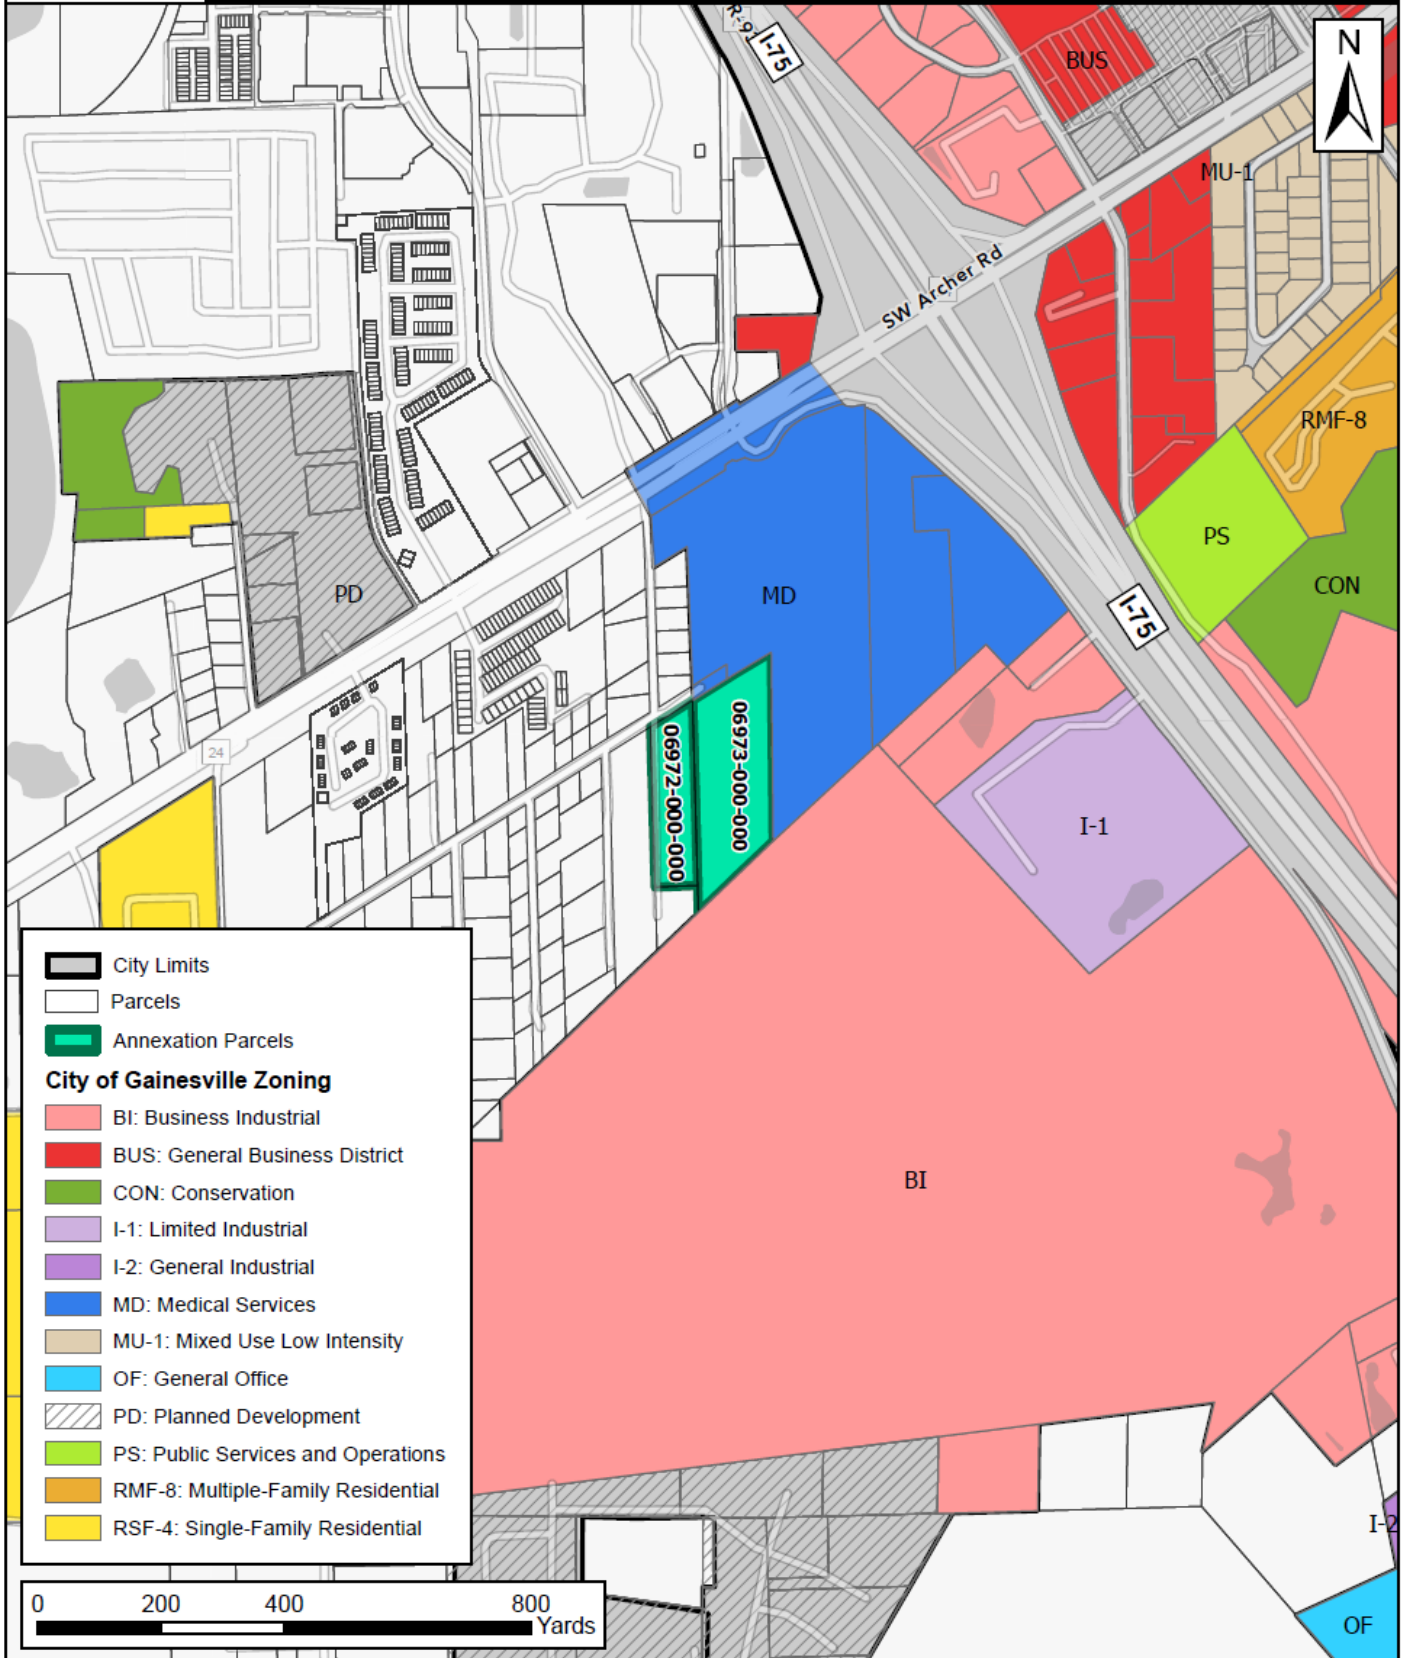 R-9
I-75
BUS
N
MU-1
SW Archer Rd
RMF-8
PS
CON
PD
MD
I-75
24
06972-000-000
06973-000-000
I-1
City Limits
Parcels
Annexation Parcels
City of Gainesville Zoning
BI: Business Industrial
BUS: General Business District
CON: Conservation
I-1: Limited Industrial
I-2: General Industrial
MD: Medical Services
MU-1: Mixed Use Low Intensity
OF: General Office
PD: Planned Development
PS: Public Services and Operations
RMF-8: Multiple-Family Residential
RSF-4: Single-Family Residential
BI
I-2
OF
0 200 400 800
Yards